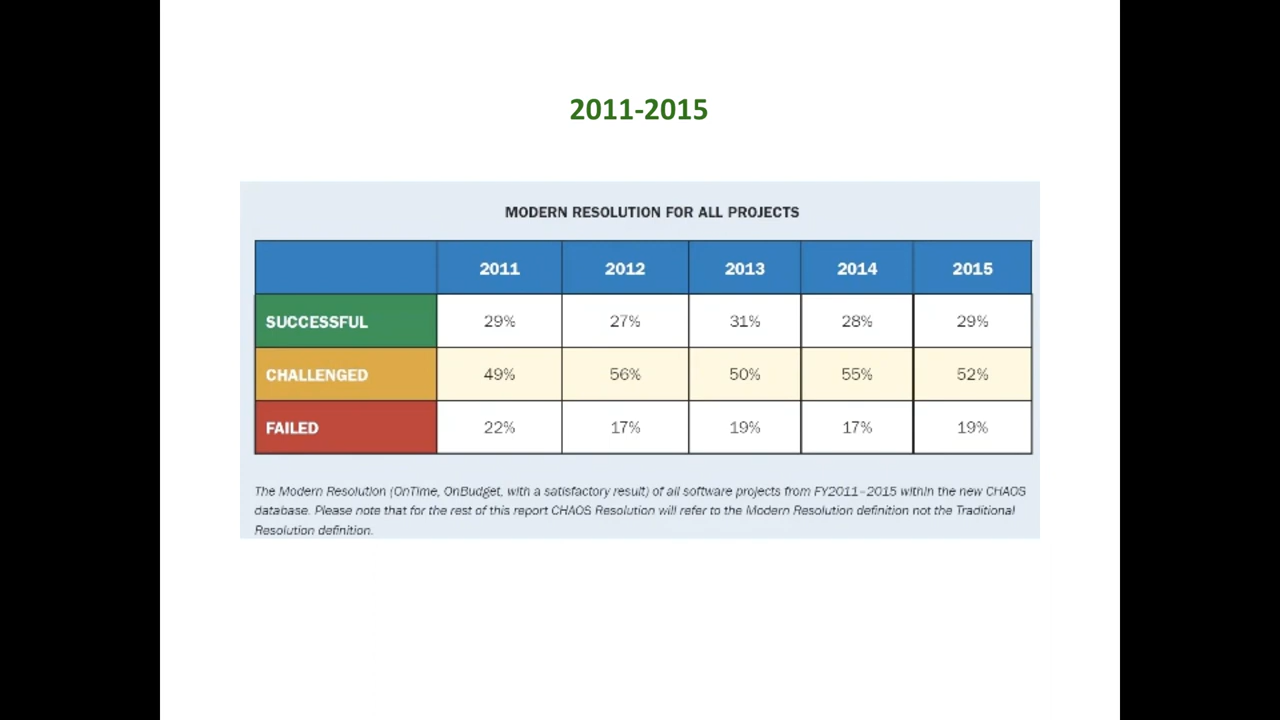 2011-2015
MODERN RESOLUTION FOR ALL PROJECTS
2011 2012 2013 2014 2015
SUCCESSFUL 29% 27% 31% 28% 29%
CHALLENGED 49% 56% 50% 55% 52%
FAILED 22% 17% 19% 17% 19%
The Modern Resolution (OnTime, OnBudget, with a satisfactory result) of all software projects from FY2011–2015 within the new CHAOS
database. Please note that for the rest of this report CHAOS Resolution will refer to the Modern Resolution definition not the Traditional
Resolution definition.